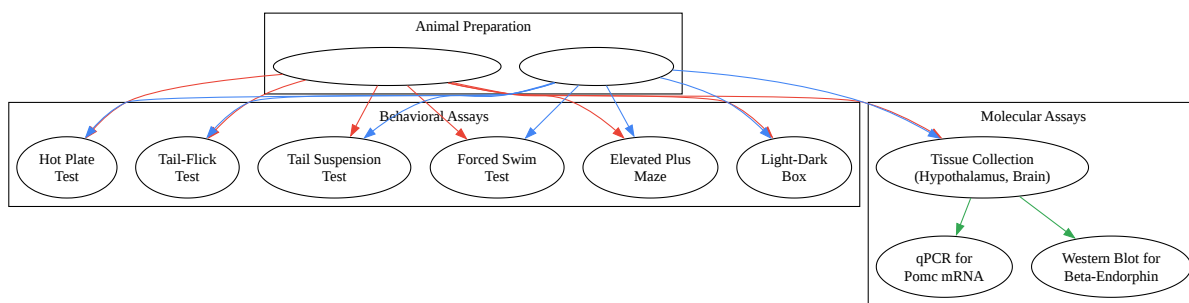 Animal Preparation
Behavioral Assays
Molecular Assays
Hot Plate
Test
Tail-Flick
Test
Tail Suspension
Test
Forced Swim
Test
Elevated Plus
Maze
Light-Dark
Box
Tissue Collection
(Hypothalamus, Brain)
qPCR for
Pomc mRNA
Western Blot for
Beta-Endorphin